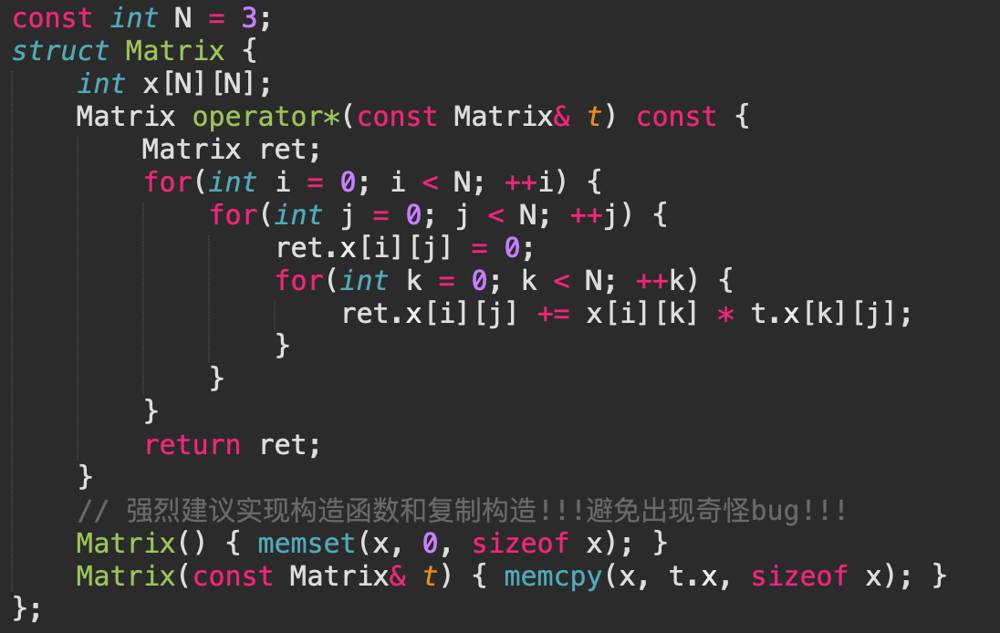 const int N = 3;
struct Matrix {
    int x[N][N];
    Matrix operator*(const Matrix& t) const {
        Matrix ret;
        for(int i = 0; i < N; ++i) {
            for(int j = 0; j < N; ++j) {
                ret.x[i][j] = 0;
                for(int k = 0; k < N; ++k) {
                    ret.x[i][j] += x[i][k] * t.x[k][j];
                }
            }
        }
        return ret;
    }
    // 强烈建议实现构造函数和复制构造!!!避免出现奇怪bug!!!
    Matrix() { memset(x, 0, sizeof x); }
    Matrix(const Matrix& t) { memcpy(x, t.x, sizeof x); }
};